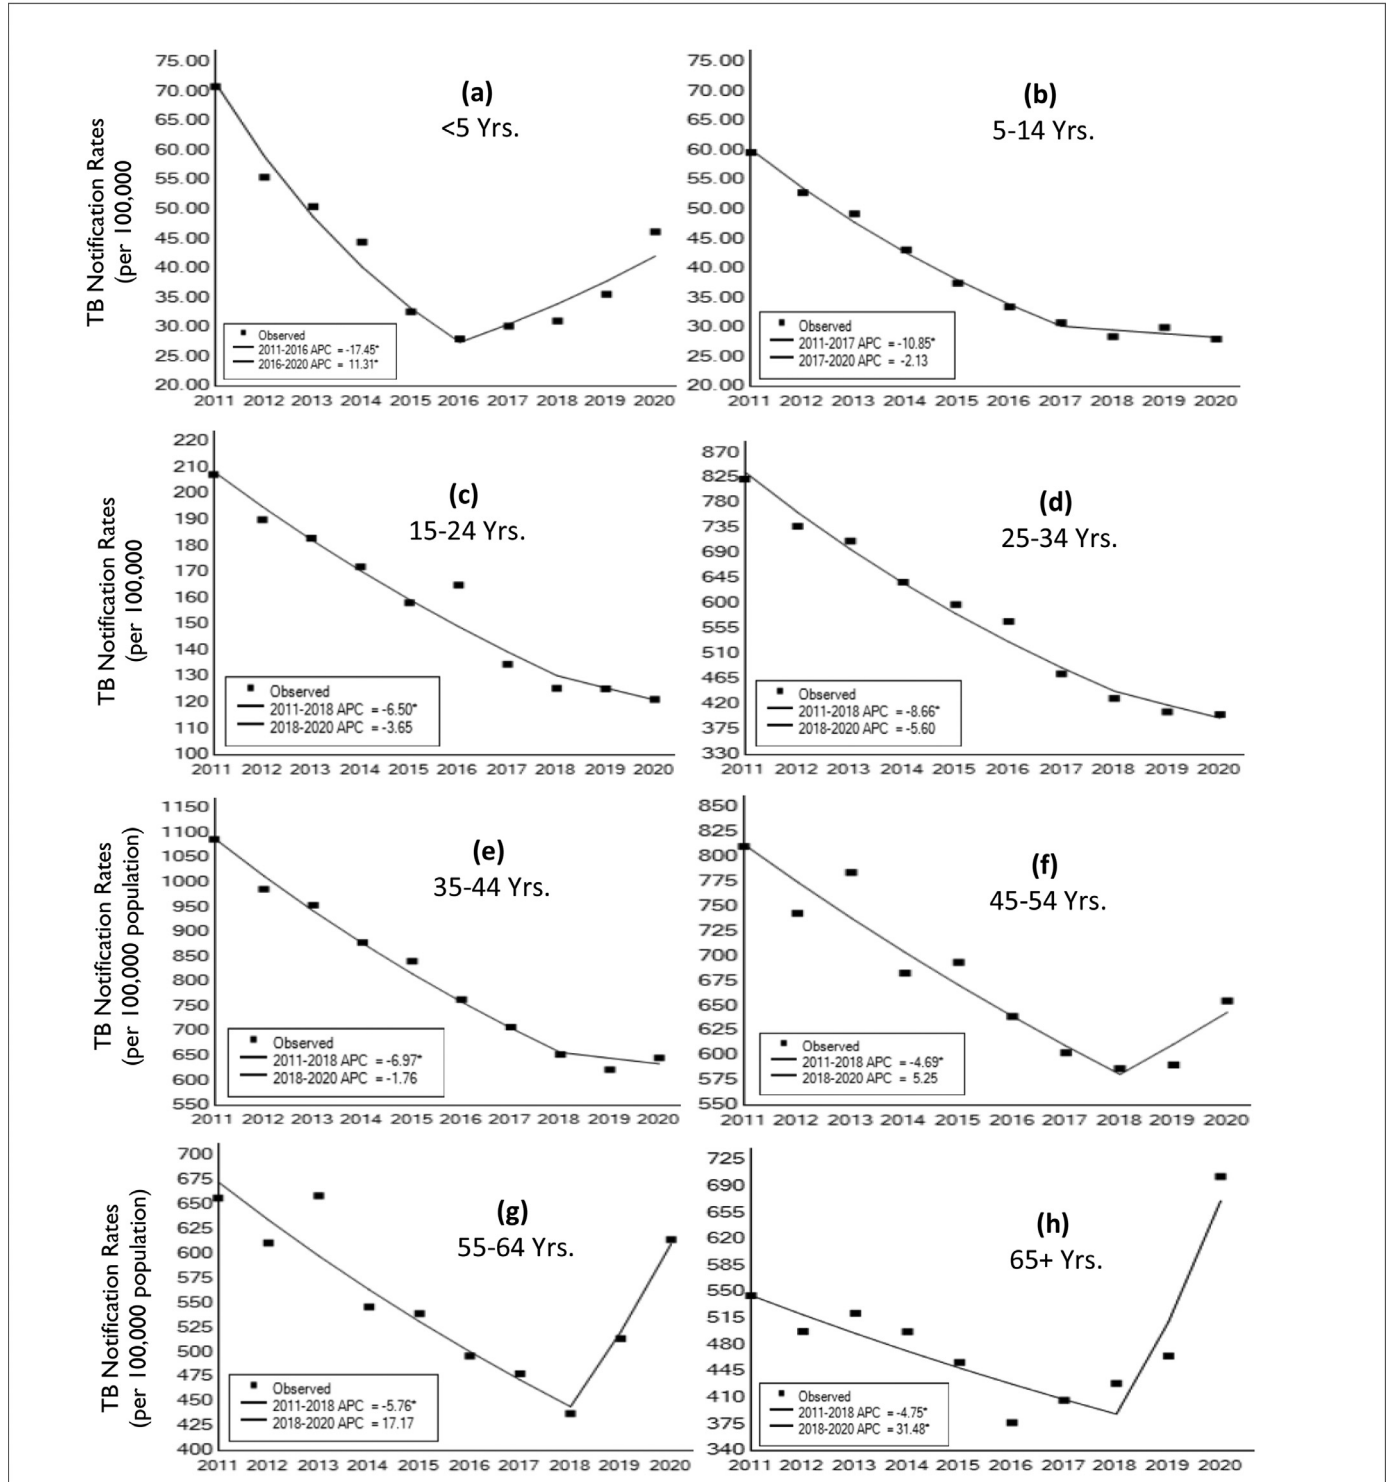 TB Notification Rates
(per 100,000)
75.00
70.00
65.00
60.00
55.00
50.00
45.00
40.00
35.00
30.00
25.00
20.00
(a)
<5 Yrs.
Observed
2011-2016 APC = -17.45*
2016-2020 APC = 11.31*
2011 2012 2013 2014 2015 2016 2017 2018 2019 2020
75.00
70.00
65.00
60.00
55.00
50.00
45.00
40.00
35.00
30.00
25.00
20.00
(b)
5-14 Yrs.
Observed
2011-2017 APC = -10.85*
2017-2020 APC = -2.13
2011 2012 2013 2014 2015 2016 2017 2018 2019 2020
TB Notification Rates
(per 100,000)
220
210
200
190
180
170
160
150
140
130
120
110
100
(c)
15-24 Yrs.
Observed
2011-2018 APC = -6.50*
2018-2020 APC = -3.65
2011 2012 2013 2014 2015 2016 2017 2018 2019 2020
870
825
780
735
690
645
600
555
510
465
420
375
330
(d)
25-34 Yrs.
Observed
2011-2018 APC = -8.66*
2018-2020 APC = -5.60
2011 2012 2013 2014 2015 2016 2017 2018 2019 2020
TB Notification Rates
(per 100,000 population)
1150
1100
1050
1000
950
900
850
800
750
700
650
600
550
(e)
35-44 Yrs.
Observed
2011-2018 APC = -6.97*
2018-2020 APC = -1.76
2011 2012 2013 2014 2015 2016 2017 2018 2019 2020
850
825
800
775
750
725
700
675
650
625
600
575
550
(f)
45-54 Yrs.
Observed
2011-2018 APC = -4.69*
2018-2020 APC = 5.25
2011 2012 2013 2014 2015 2016 2017 2018 2019 2020
TB Notification Rates
(per 100,000 population)
700
675
650
625
600
575
550
525
500
475
450
425
400
(g)
55-64 Yrs.
Observed
2011-2018 APC = -5.76*
2018-2020 APC = 17.17
2011 2012 2013 2014 2015 2016 2017 2018 2019 2020
725
690
655
620
585
550
515
480
445
410
375
340
(h)
65+ Yrs.
Observed
2011-2018 APC = -4.75*
2018-2020 APC = 31.48*
2011 2012 2013 2014 2015 2016 2017 2018 2019 2020